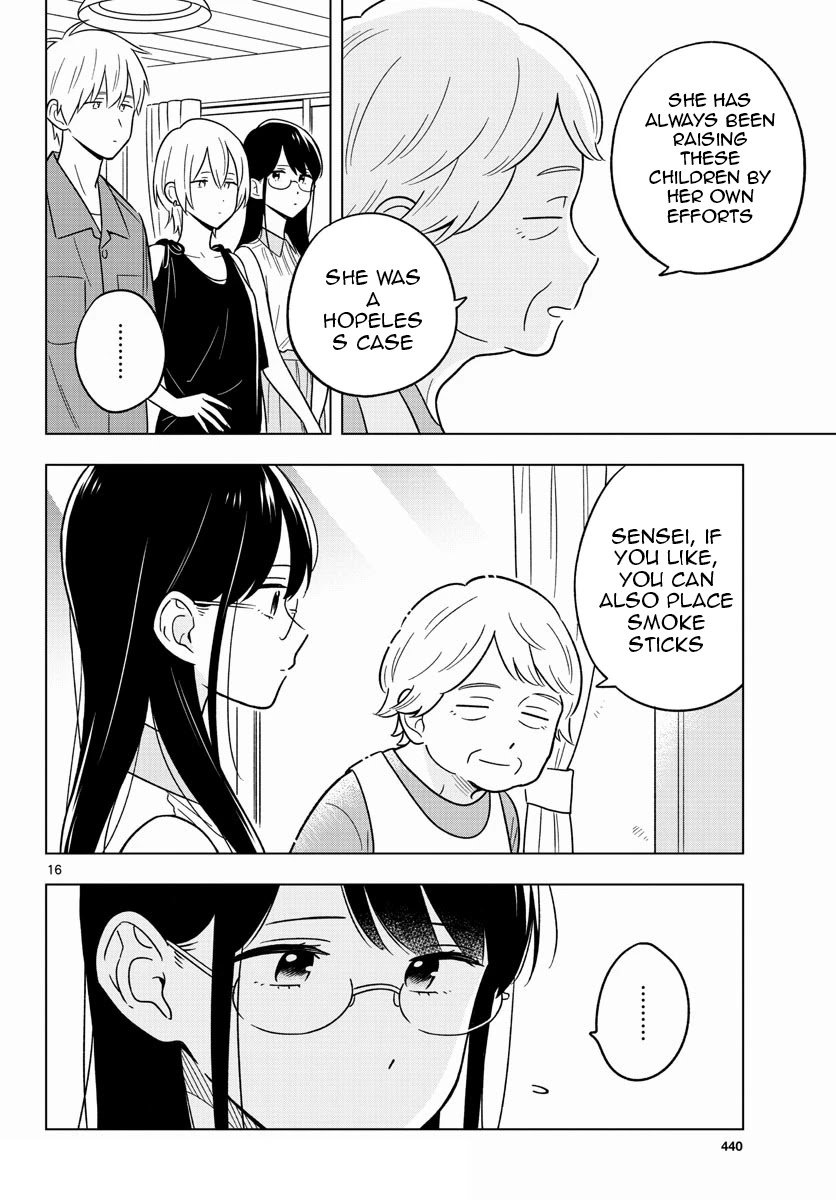 SHE HAS
ALWAYS BEEN
RAISING
THESE
CHILDREN BY
HER OWN
EFFORTS
SHE WAS
A
HOPELES
S CASE
.........
SENSEI, IF
YOU LIKE,
YOU CAN
ALSO PLACE
SMOKE
STICKS
16
.........
440